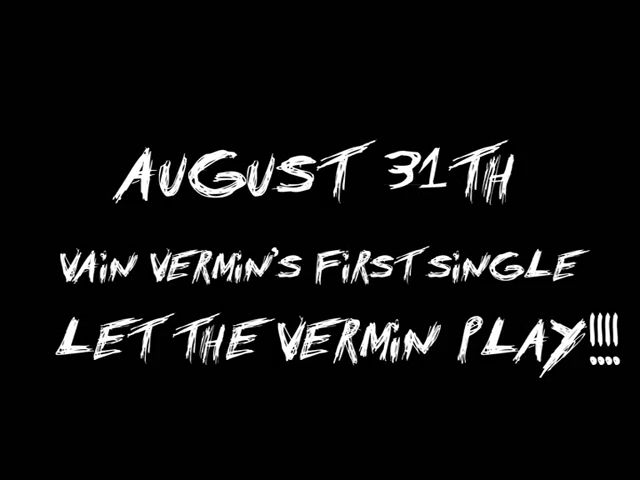 AUGUST 31TH
VAIN VERMIN'S FIRST SINGLE
LET THE VERMIN PLAY!!!!